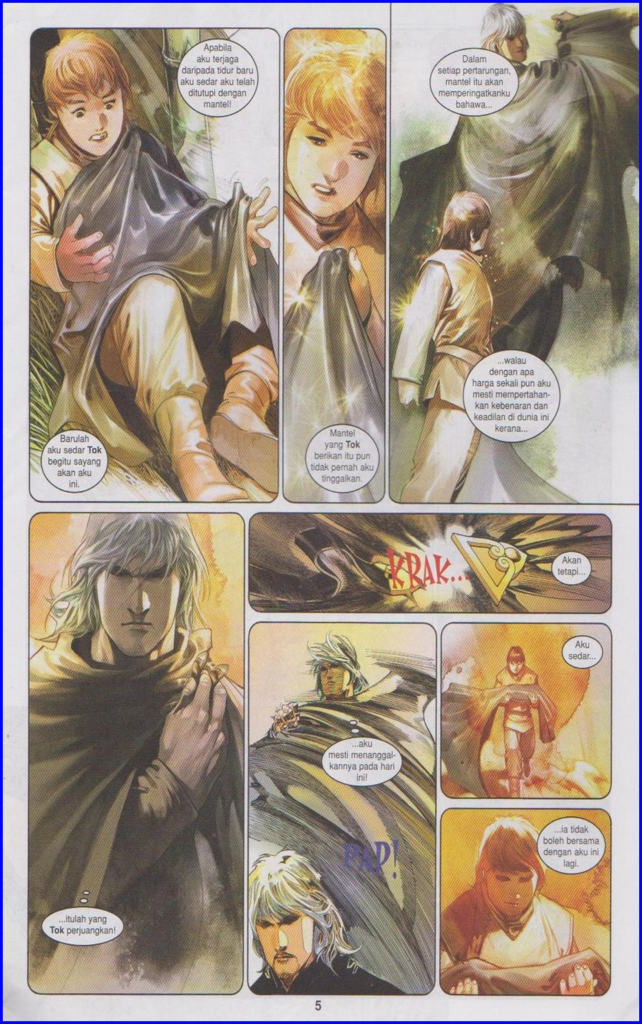 Apabila
aku terjaga
daripada tidur baru
aku sedar aku telah
ditutupi dengan
mantel!
Barulah
aku sedar Tok
begitu sayang
akan aku
ini.
Mantel
yang Tok
berikan itu pun
tidak pernah aku
tinggalkan.
Dalam
setiap pertarungan,
mantel itu akan
memperingatkanku
bahawa...
...walau
dengan apa
harga sekali pun aku
mesti mempertahan-
kan kebenaran dan
keadilan di dunia ini
kerana...
...itulah yang
Tok perjuangkan!
KRAK...
Akan
tetapi...
...aku
mesti menanggal-
kannya pada hari
ini!
PAP!
Aku
sedar...
...ia tidak
boleh bersama
dengan aku ini
lagi.
5